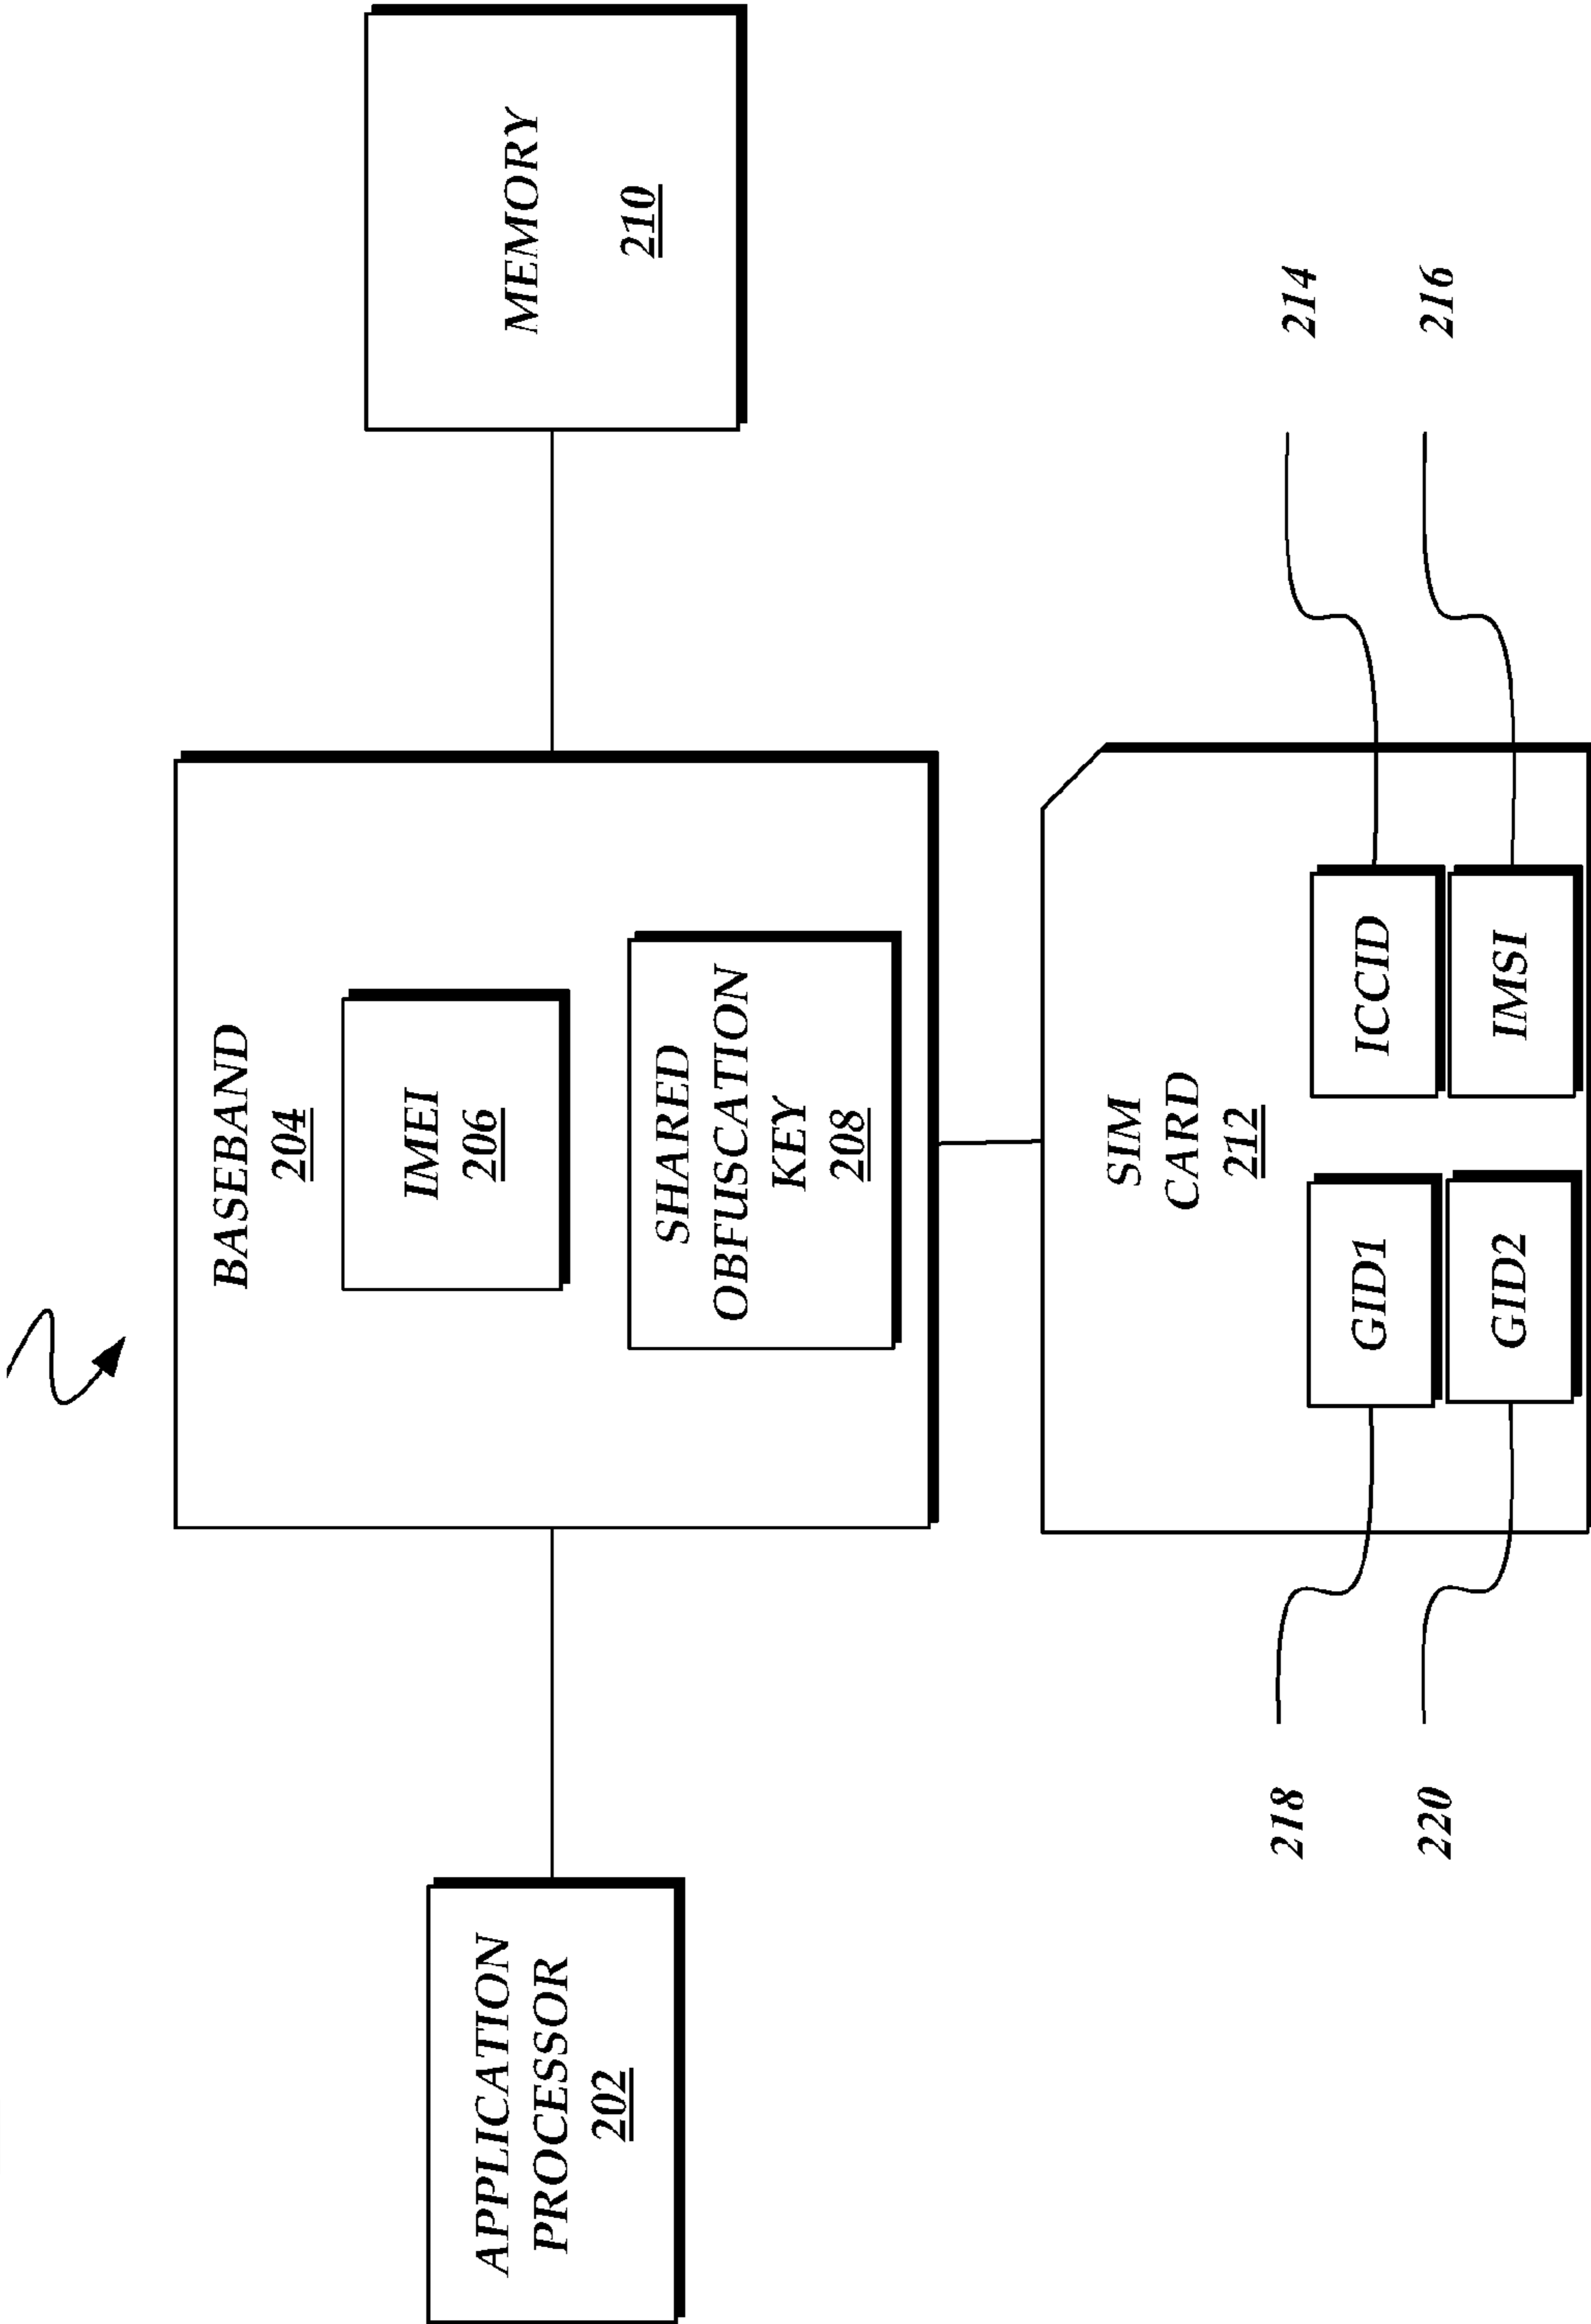 APPLICATION
PROCESSOR
202
BASEBAND
204
IMEI
206
SHARED
OBFUSCATION
KEY
208
MEMORY
210
SIM
CARD
212
218
GID1
ICCID
214
220
GID2
IMSI
216